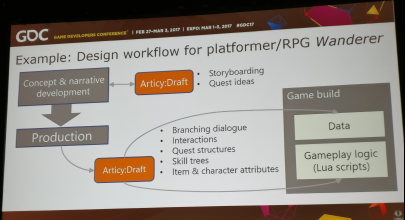 GDC
GAME DEVELOPERS CONFERENCE | FEB 27-MAR 3, 2017 | EXPO: MAR 1-3, 2017 #GDC17
Example: Design workflow for platformer/RPG Wanderer
Concept & narrative
development
Articy:Draft
• Storyboarding
• Quest ideas
Production
Articy:Draft
• Branching dialogue
• Interactions
• Quest structures
• Skill trees
• Item & character attributes
Game build
Data
Gameplay logic
(Lua scripts)